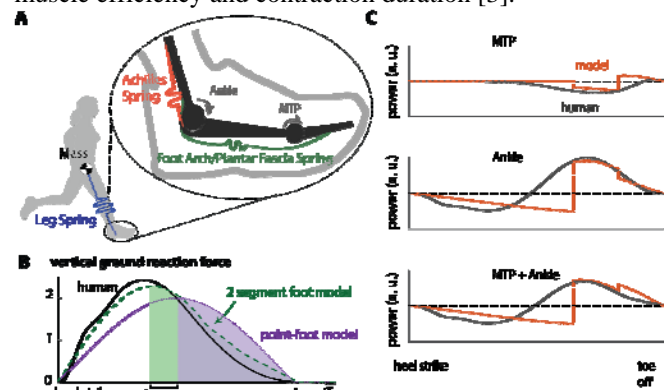 muscle efficiency and contraction duration [3].
A
C
MTP
model
human
power (a. u.)
Achilles
Spring
Ankle
MTP
Foot Arch/Plantar Fascia Spring
Mass
Leg Spring
Ankle
power (a. u.)
B vertical ground reaction force
human
2 segment foot model
point-foot model
2
1
0
MTP + Ankle
power (a. u.)
heel strike
toe
off